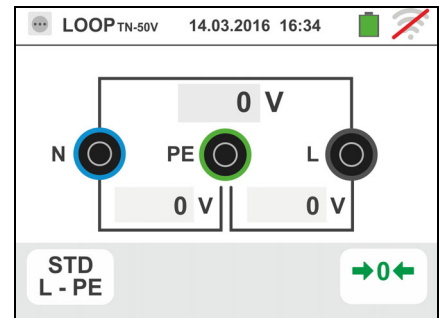 LOOP TN-50V 14.03.2016 16:34
0 V
N PE L
0 V 0 V
STD
L - PE
→0←